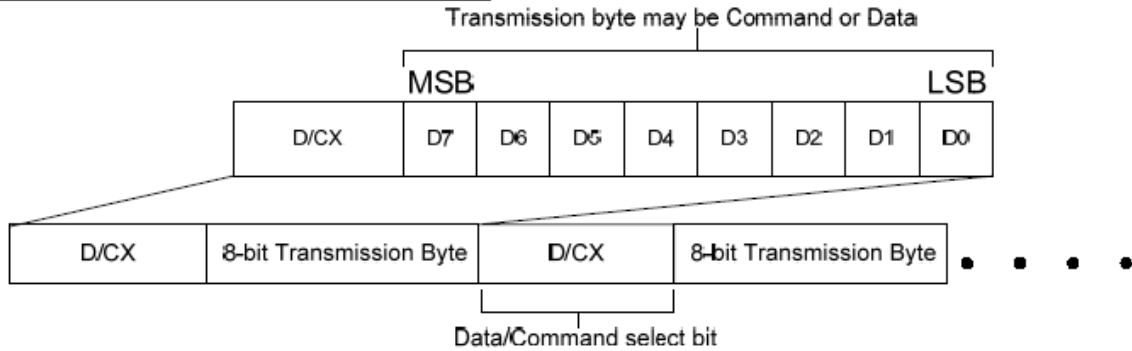 Transmission byte may be Command or Data
MSB LSB
D/CX D7 D6 D5 D4 D3 D2 D1 D0
D/CX 8-bit Transmission Byte D/CX 8-bit Transmission Byte
Data/Command select bit